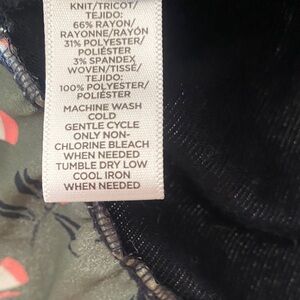 KNIT/TRICOT/
TEJIDO:
66% RAYON/
RAYONNE/RAYÓN
31% POLYESTER/
POLIÉSTER
3% SPANDEX
WOVEN/TISSÉ/
TEJIDO:
100% POLYESTER/
POLIÉSTER
MACHINE WASH
COLD
GENTLE CYCLE
ONLY NON-
CHLORINE BLEACH
WHEN NEEDED
TUMBLE DRY LOW
COOL IRON
WHEN NEEDED